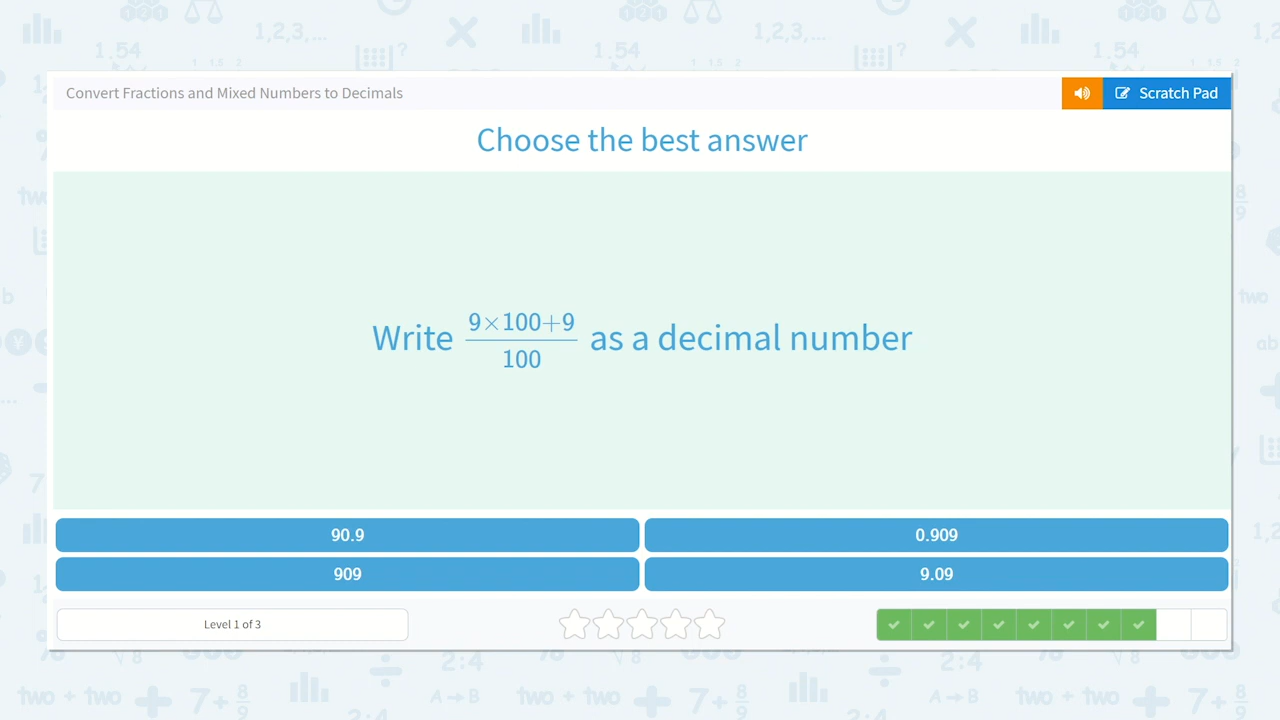 Convert Fractions and Mixed Numbers to Decimals
Scratch Pad
Choose the best answer
Write 9×100+9/100 as a decimal number
90.9
0.909
909
9.09
Level 1 of 3